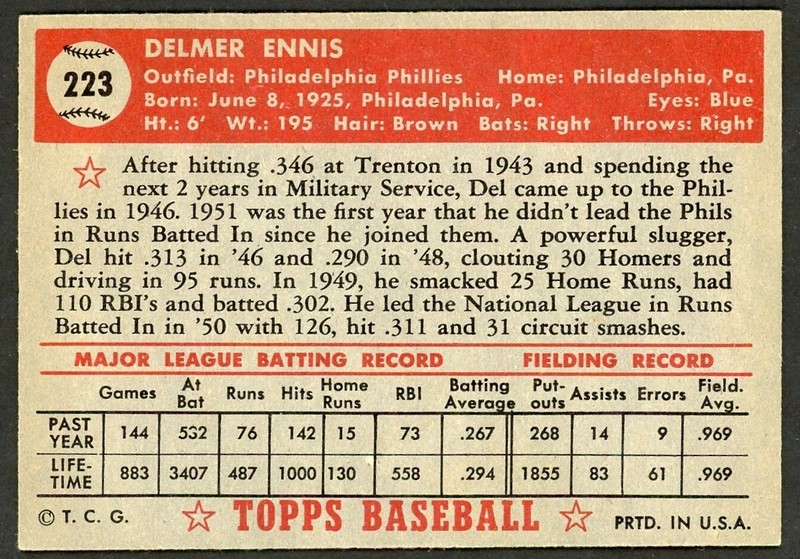 223
DELMER ENNIS
Outfield: Philadelphia Phillies Home: Philadelphia, Pa.
Born: June 8, 1925, Philadelphia, Pa. Eyes: Blue
Ht.: 6' Wt.: 195 Hair: Brown Bats: Right Throws: Right
After hitting .346 at Trenton in 1943 and spending the
next 2 years in Military Service, Del came up to the Phil-
lies in 1946. 1951 was the first year that he didn't lead the Phils
in Runs Batted In since he joined them. A powerful slugger,
Del hit .313 in '46 and .290 in '48, clouting 30 Homers and
driving in 95 runs. In 1949, he smacked 25 Home Runs, had
110 RBI's and batted .302. He led the National League in Runs
Batted In in '50 with 126, hit .311 and 31 circuit smashes.
MAJOR LEAGUE BATTING RECORD FIELDING RECORD
Games At Bat Runs Hits Home Runs RBI Batting Average Put-outs Assists Errors Field. Avg.
PAST YEAR 144 532 76 142 15 73 .267 268 14 9 .969
LIFE-TIME 883 3407 487 1000 130 558 .294 1855 83 61 .969
© T. C. G. TOPPS BASEBALL PRTD. IN U.S.A.